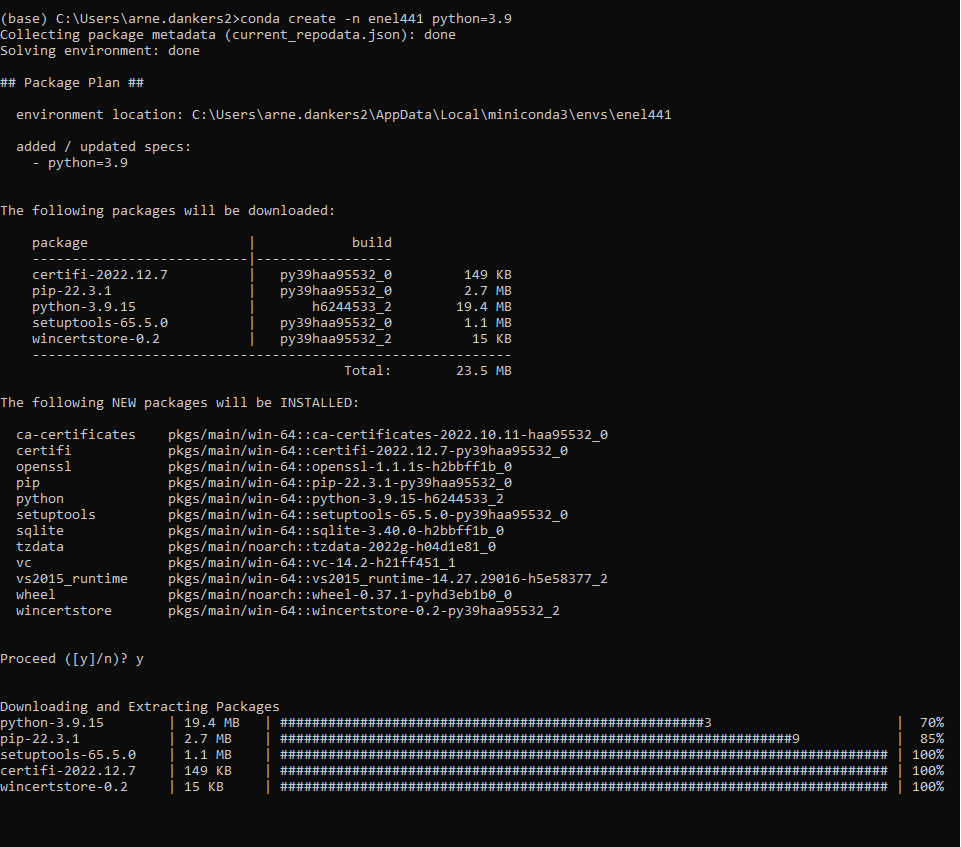 (base) C:\Users\arne.dankers2>conda create -n enel441 python=3.9
Collecting package metadata (current_repodata.json): done
Solving environment: done
## Package Plan ##
  environment location: C:\Users\arne.dankers2\AppData\Local\miniconda3\envs\enel441
  added / updated specs:
    - python=3.9
The following packages will be downloaded:
    package                    |            build
    ---------------------------|-----------------
    certifi-2022.12.7          |   py39haa95532_0         149 KB
    pip-22.3.1                 |   py39haa95532_0         2.7 MB
    python-3.9.15              |       h6244533_2        19.4 MB
    setuptools-65.5.0          |   py39haa95532_0         1.1 MB
    wincertstore-0.2           |   py39haa95532_2          15 KB
    ------------------------------------------------------------
                                           Total:        23.5 MB
The following NEW packages will be INSTALLED:
  ca-certificates    pkgs/main/win-64::ca-certificates-2022.10.11-haa95532_0
  certifi            pkgs/main/win-64::certifi-2022.12.7-py39haa95532_0
  openssl            pkgs/main/win-64::openssl-1.1.1s-h2bbff1b_0
  pip                pkgs/main/win-64::pip-22.3.1-py39haa95532_0
  python             pkgs/main/win-64::python-3.9.15-h6244533_2
  setuptools         pkgs/main/win-64::setuptools-65.5.0-py39haa95532_0
  sqlite             pkgs/main/win-64::sqlite-3.40.0-h2bbff1b_0
  tzdata             pkgs/main/noarch::tzdata-2022g-h04d1e81_0
  vc                 pkgs/main/win-64::vc-14.2-h21ff451_1
  vs2015_runtime     pkgs/main/win-64::vs2015_runtime-14.27.29016-h5e58377_2
  wheel              pkgs/main/noarch::wheel-0.37.1-pyhd3eb1b0_0
  wincertstore       pkgs/main/win-64::wincertstore-0.2-py39haa95532_2
Proceed ([y]/n)? y
Downloading and Extracting Packages
python-3.9.15        | 19.4 MB   | #####################################################3                       |  70%
pip-22.3.1           | 2.7 MB    | ################################################################9            |  85%
setuptools-65.5.0    | 1.1 MB    | ############################################################################ | 100%
certifi-2022.12.7    | 149 KB    | ############################################################################ | 100%
wincertstore-0.2     | 15 KB     | ############################################################################ | 100%